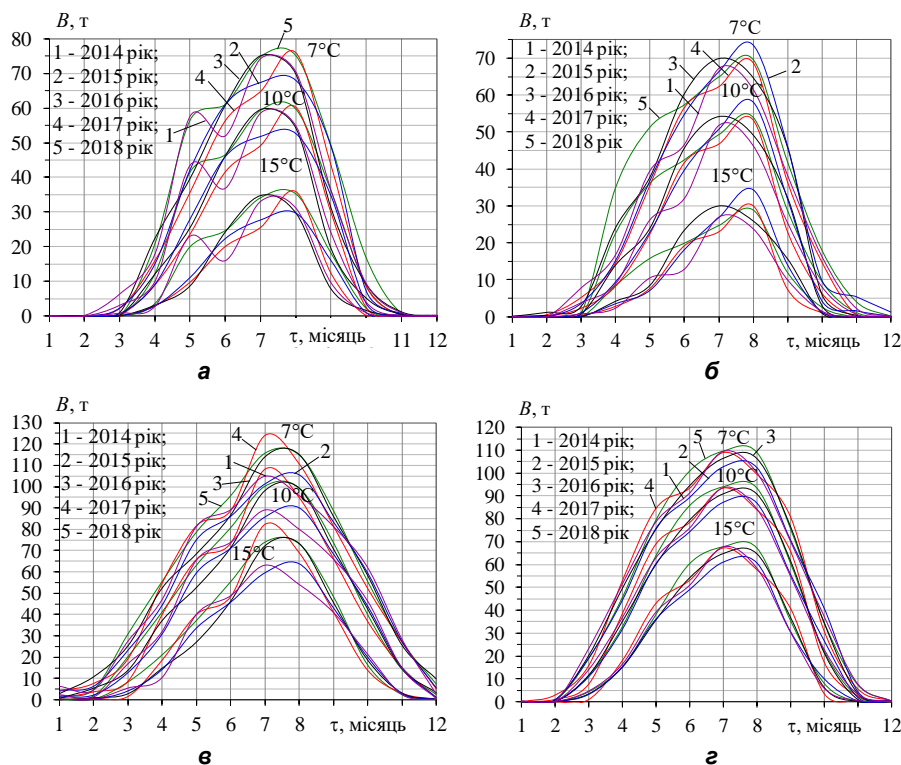 B, т
80
70
60
50
40
30
20
10
0
1 - 2014 рік;
2 - 2015 рік;
3 - 2016 рік;
4 - 2017 рік;
5 - 2018 рік
1
4
3
2
5
7°C
10°C
15°C
1 2 3 4 5 6 7 8 11 12
τ, місяць
а
B, т
70
60
50
40
30
20
10
0
1 - 2014 рік;
2 - 2015 рік;
3 - 2016 рік;
4 - 2017 рік;
5 - 2018 рік
5
3
1
4
7°C
2
10°C
15°C
1 2 3 4 5 6 7 8 9 12
τ, місяць
б
B, т
130
120
110
100
90
80
70
60
50
40
30
20
10
0
1 - 2014 рік;
2 - 2015 рік;
3 - 2016 рік;
4 - 2017 рік;
5 - 2018 рік
4
7°C
2
1
3
5
10°C
15°C
1 2 3 4 5 6 7 8 12
τ, місяць
в
B, т
120
110
100
90
80
70
60
50
40
30
20
10
0
1 - 2014 рік;
2 - 2015 рік;
3 - 2016 рік;
4 - 2017 рік;
5 - 2018 рік
5
7°C
3
2
1
4
10°C
15°C
1 2 3 4 5 6 7 8 12
τ, місяць
г